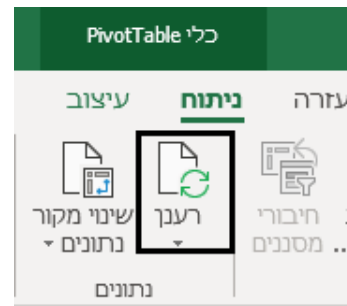 כלי PivotTable
עזרה ניתוח עיצוב
חיבורי
מסננים ..
רענן
שינוי מקור
נתונים
נתונים